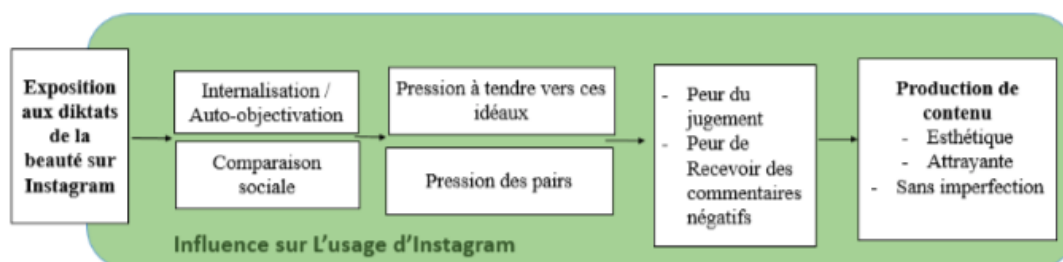 Exposition
aux diktats
de la
beauté sur
Instagram
Internalisation /
Auto-objectivation
Comparaison
sociale
Pression à tendre vers ces
idéaux
Pression des pairs
- Peur du
jugement
- Peur de
Recevoir des
commentaires
négatifs
Production de
contenu
- Esthétique
- Attrayante
- Sans imperfection
Influence sur L'usage d'Instagram